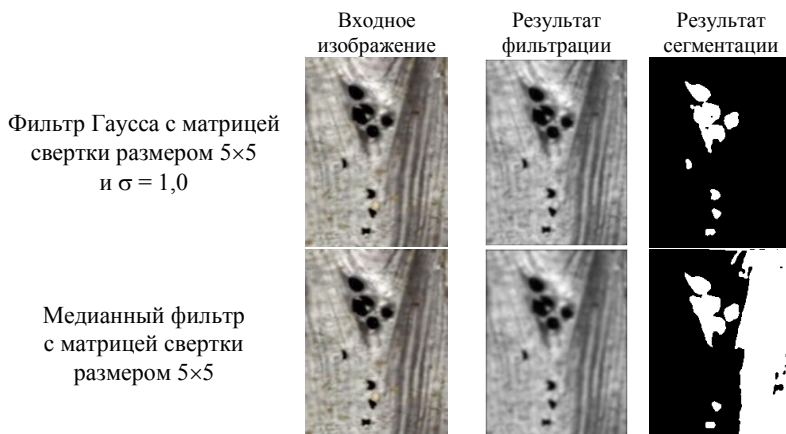 Входное
изображение
Результат
фильтрации
Результат
сегментации
Фильтр Гаусса с матрицей
свертки размером 5×5
и σ = 1,0
Медианный фильтр
с матрицей свертки
размером 5×5